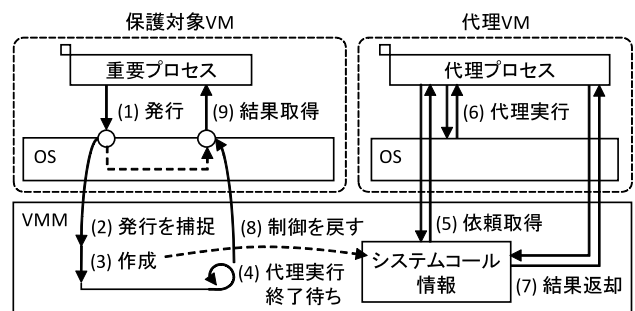 保護対象VM
代理VM
重要プロセス
代理プロセス
(1) 発行
(9) 結果取得
(6) 代理実行
OS
OS
VMM
(2) 発行を捕捉
(8) 制御を戻す
(5) 依頼取得
(3) 作成
(4) 代理実行
終了待ち
システムコール
情報
(7) 結果返却